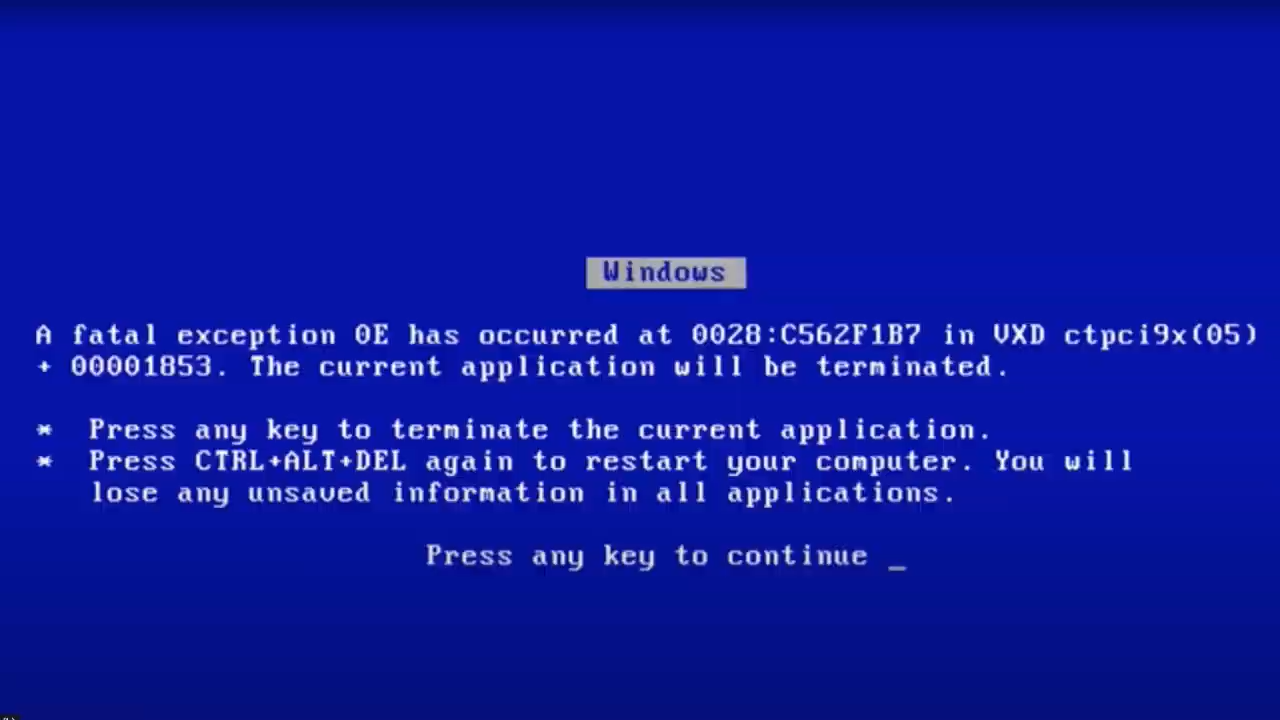 Windows
A fatal exception 0E has occurred at 0028:C562F1B7 in VXD ctpci9x(05)
+ 00001853. The current application will be terminated.
* Press any key to terminate the current application.
* Press CTRL+ALT+DEL again to restart your computer. You will
lose any unsaved information in all applications.
Press any key to continue _